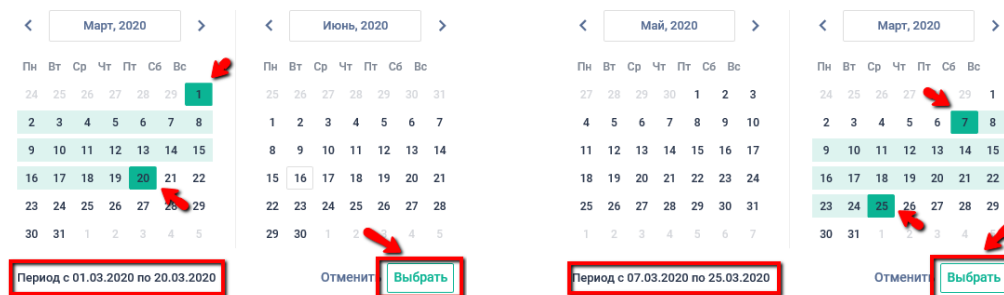 Март, 2020
Пн Вт Ср Чт Пт Сб Вс
24 25 26 27 28 29 1
2 3 4 5 6 7 8
9 10 11 12 13 14 15
16 17 18 19 20 21 22
23 24 25 26 27 28 29
30 31 1 2 3 4 5
Период с 01.03.2020 по 20.03.2020
Июнь, 2020
Пн Вт Ср Чт Пт Сб Вс
25 26 27 28 29 30 31
1 2 3 4 5 6 7
8 9 10 11 12 13 14
15 16 17 18 19 20 21
22 23 24 25 26 27 28
29 30 1 2 3 4 5
Отменить Выбрать
Май, 2020
Пн Вт Ср Чт Пт Сб Вс
27 28 29 30 1 2 3
4 5 6 7 8 9 10
11 12 13 14 15 16 17
18 19 20 21 22 23 24
25 26 27 28 29 30 31
1 2 3 4 5 6 7
Период с 07.03.2020 по 25.03.2020
Март, 2020
Пн Вт Ср Чт Пт Сб Вс
24 25 26 27 29 1
2 3 4 5 6 7 8
9 10 11 12 13 14 15
16 17 18 19 20 21 22
23 24 25 26 27 28 29
30 31 1 2 3 4
Отменить Выбрать